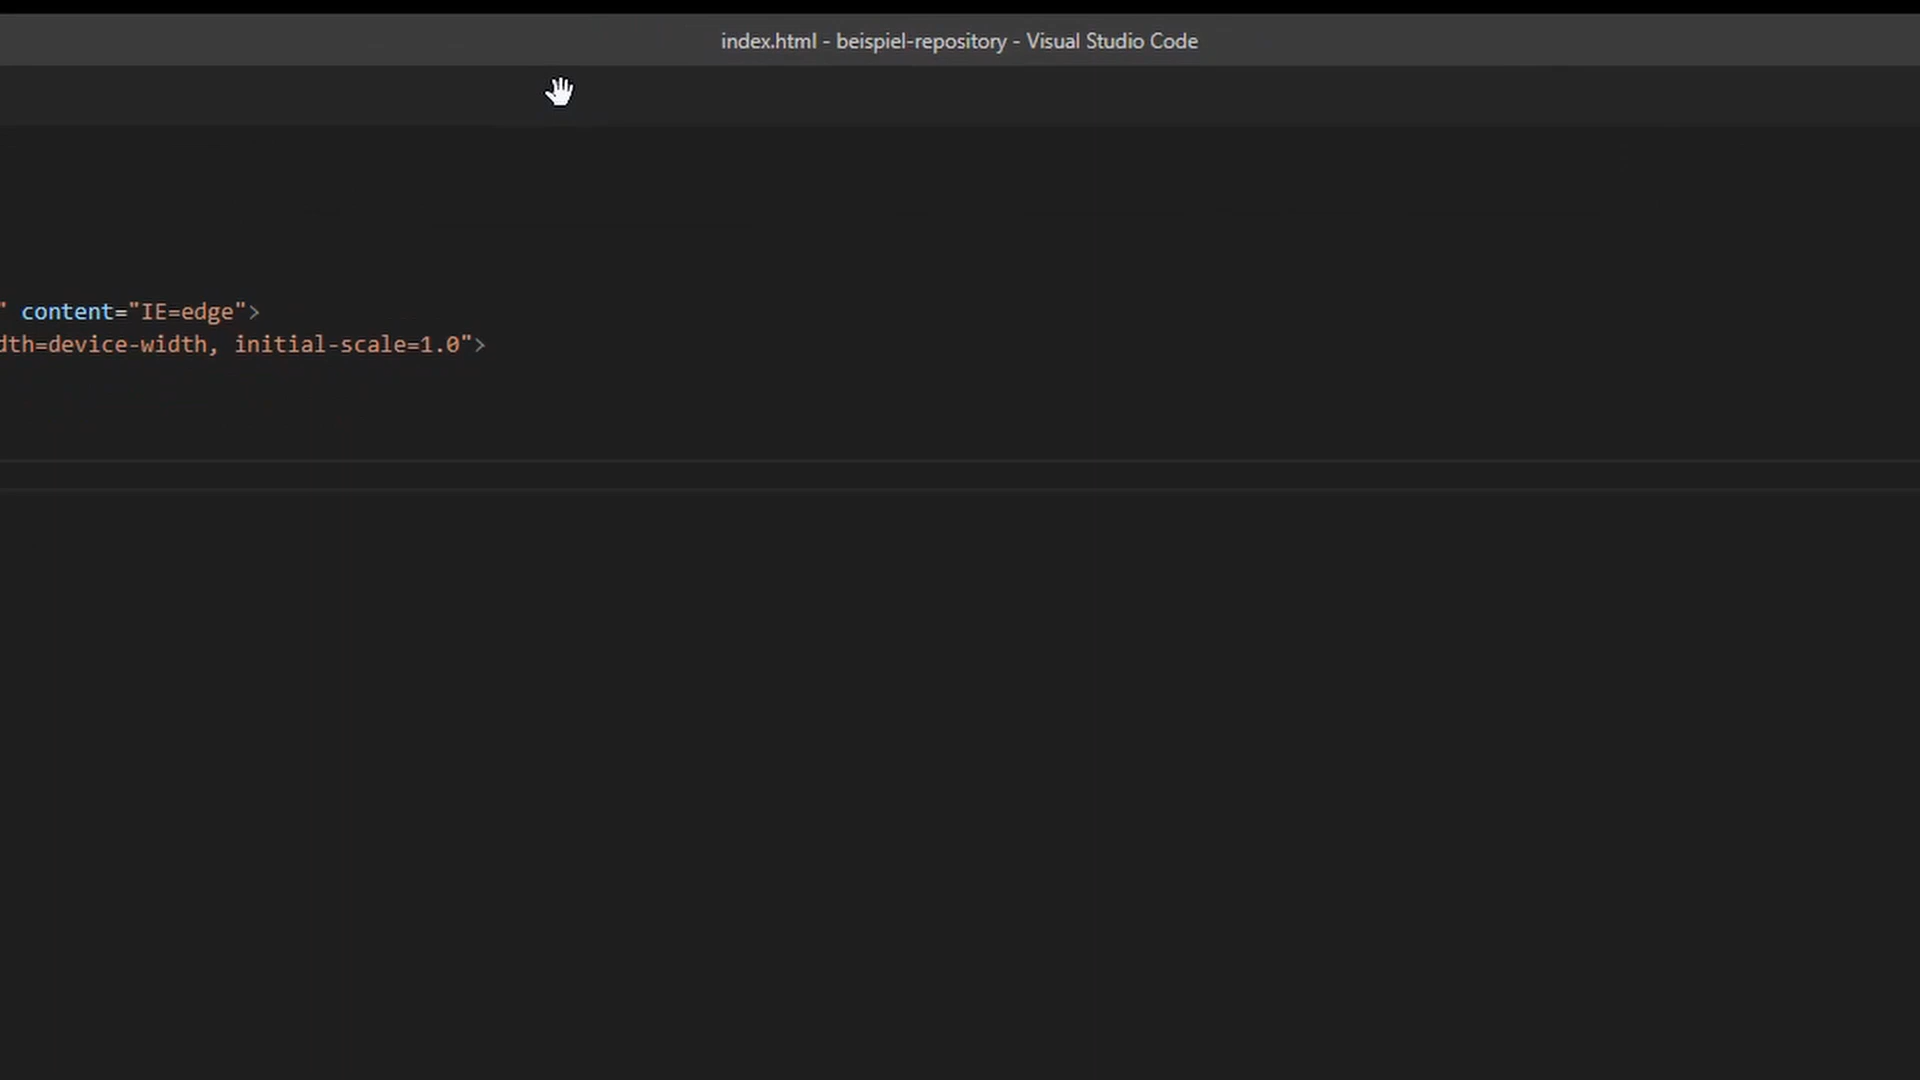 index.html - beispiel-repository - Visual Studio Code
" content="IE=edge">
dth=device-width, initial-scale=1.0">